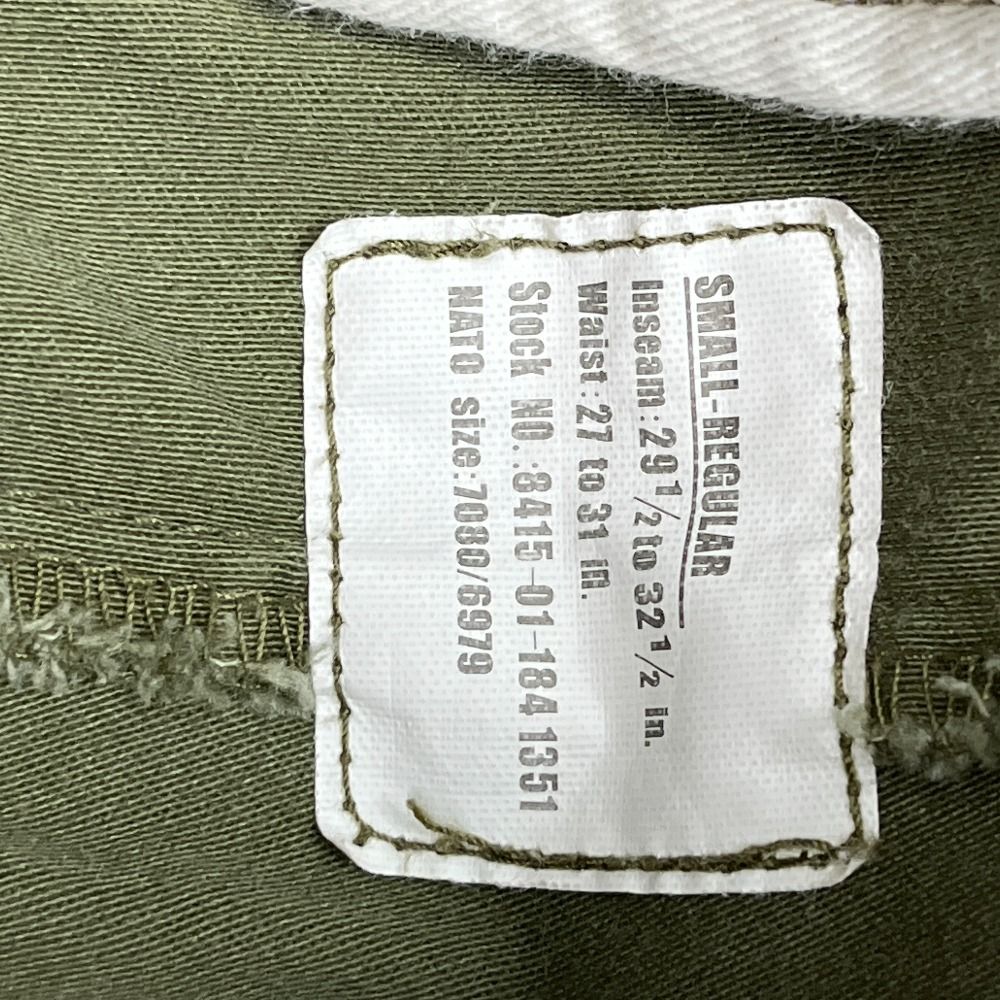 SMALL-REGULAR
Inseam:29 1/2 to 32 1/2 in.
Waist:27 to 31 in.
Stock NO.:8415-01-184 1351
NATO size:7080/6979